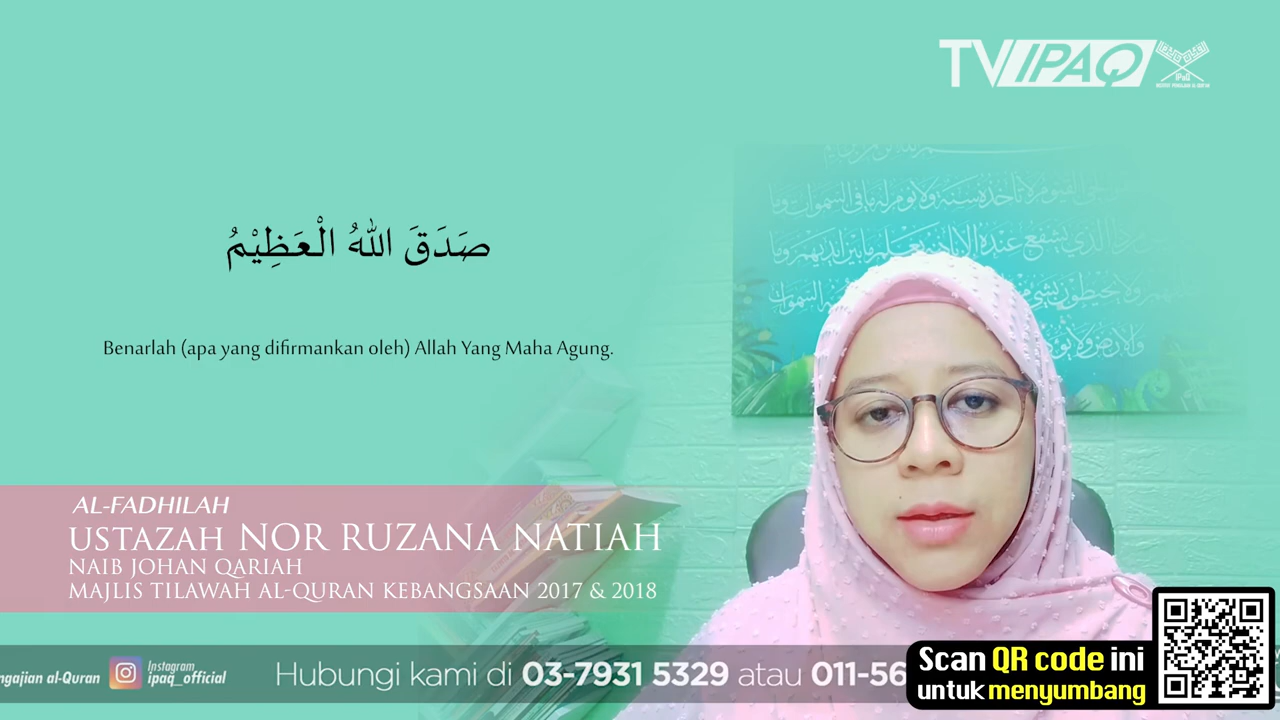 TVIPAQ
صَدَقَ اللهُ الْعَظِيْمُ
Benarlah (apa yang difirmankan oleh) Allah Yang Maha Agung.
AL-FADHILAH
USTAZAH NOR RUZANA NATIAH
NAIB JOHAN QARIAH
MAJLIS TILAWAH AL-QURAN KEBANGSAAN 2017 & 2018
ngajian al-Quran
Instagram
ipaq_official
Hubungi kami di 03-7931 5329 atau 011-56
Scan QR code ini
untuk menyumbang